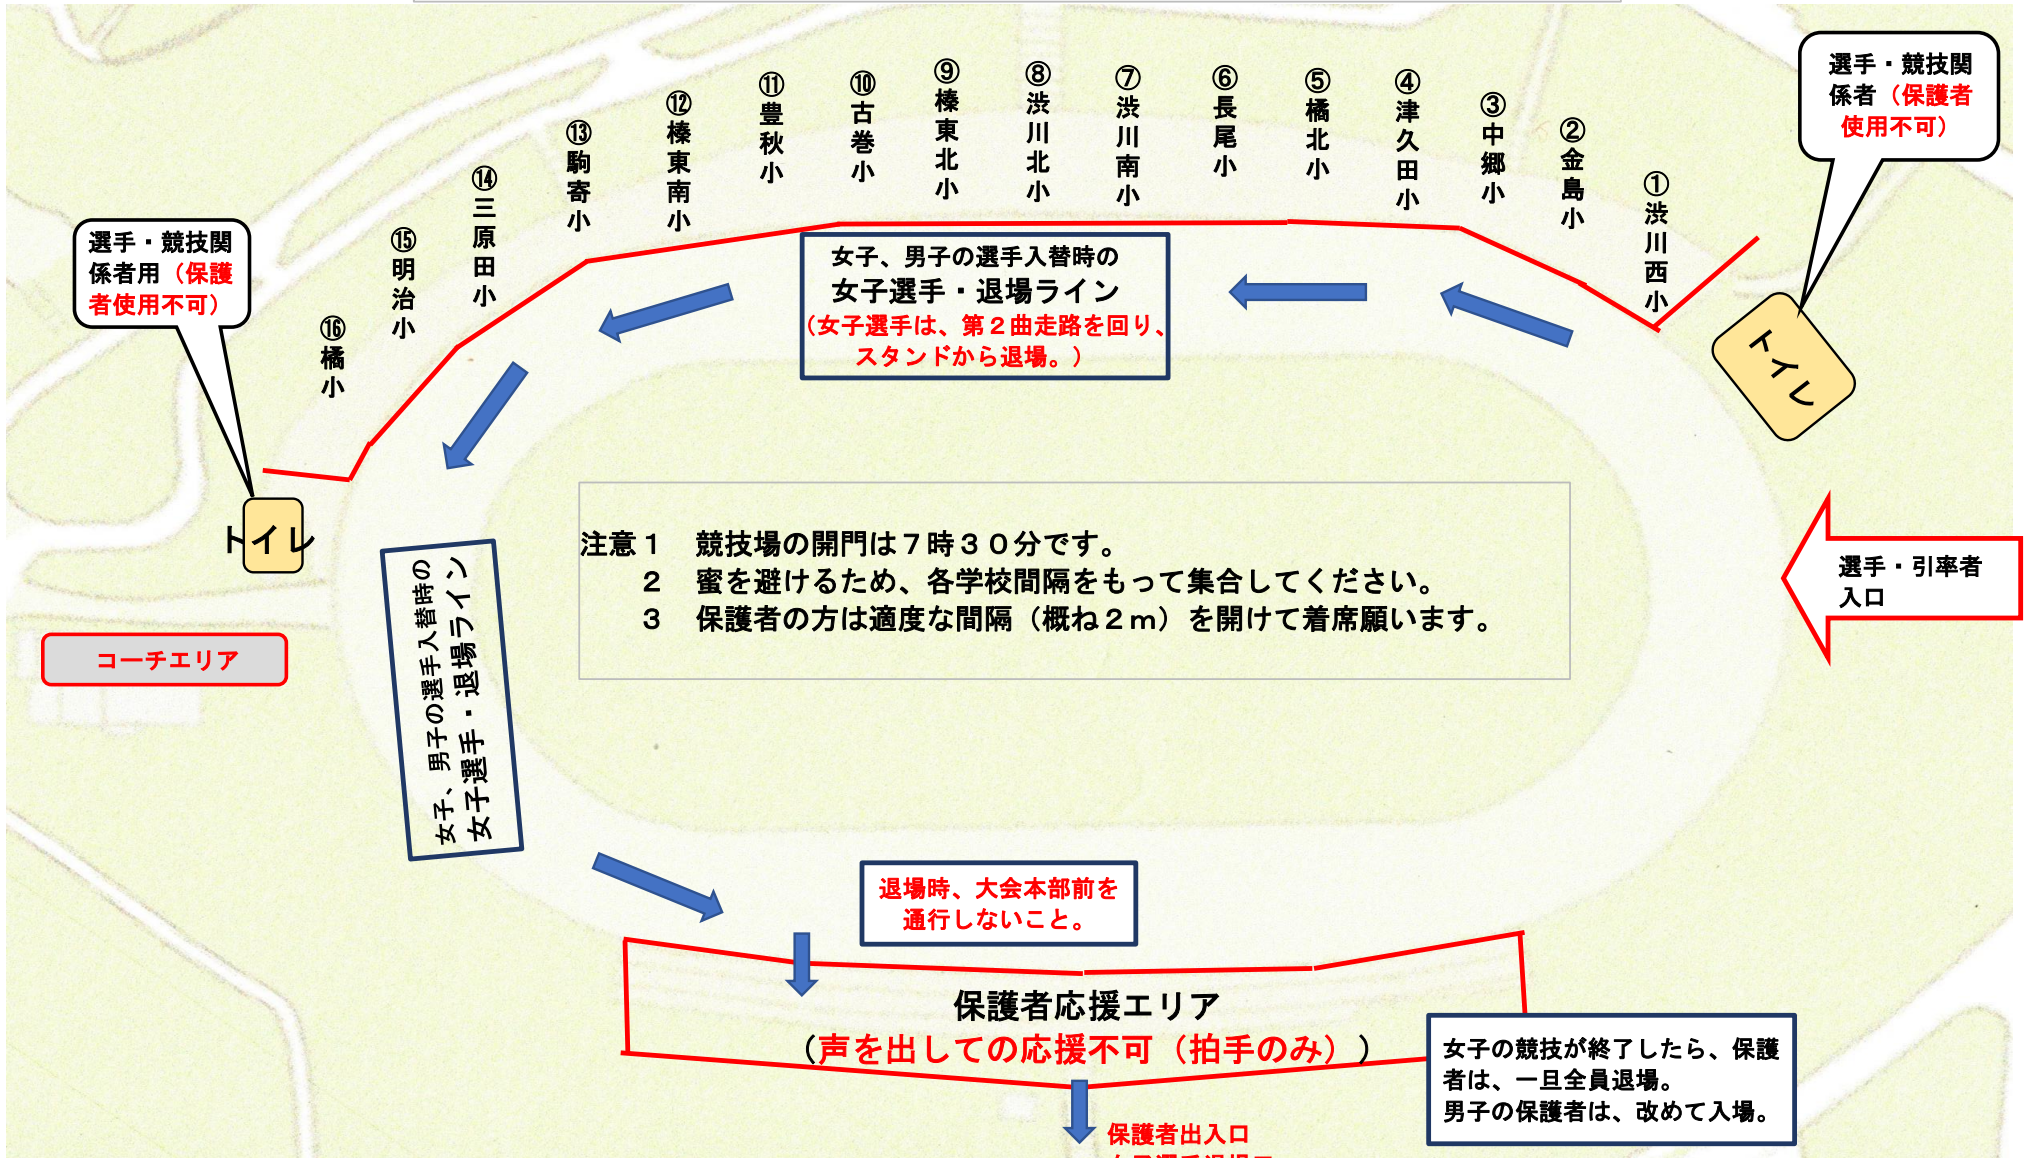 選手・競技関
係者（保護者
使用不可）
①渋川西小
②金島小
③中郷小
④津久田小
⑤橘北小
⑥長尾小
⑦渋川南小
⑧渋川北小
⑨榛東北小
⑩古巻小
⑪豊秋小
⑫榛東南小
⑬駒寄小
⑭三原田小
⑮明治小
⑯橘小
選手・競技関
係者用（保護
者使用不可）
女子、男子の選手入替時の
女子選手・退場ライン
（女子選手は、第２曲走路を回り、
スタンドから退場。）
トイレ
トイレ
注意１　競技場の開門は７時３０分です。
２　蜜を避けるため、各学校間隔をもって集合してください。
３　保護者の方は適度な間隔（概ね２ｍ）を開けて着席願います。
選手・引率者
入口
コーチエリア
女子、男子の選手入替時の
女子選手・退場ライン
退場時、大会本部前を
通行しないこと。
保護者応援エリア
（声を出しての応援不可（拍手のみ））
女子の競技が終了したら、保護
者は、一旦全員退場。
男子の保護者は、改めて入場。
保護者出入口